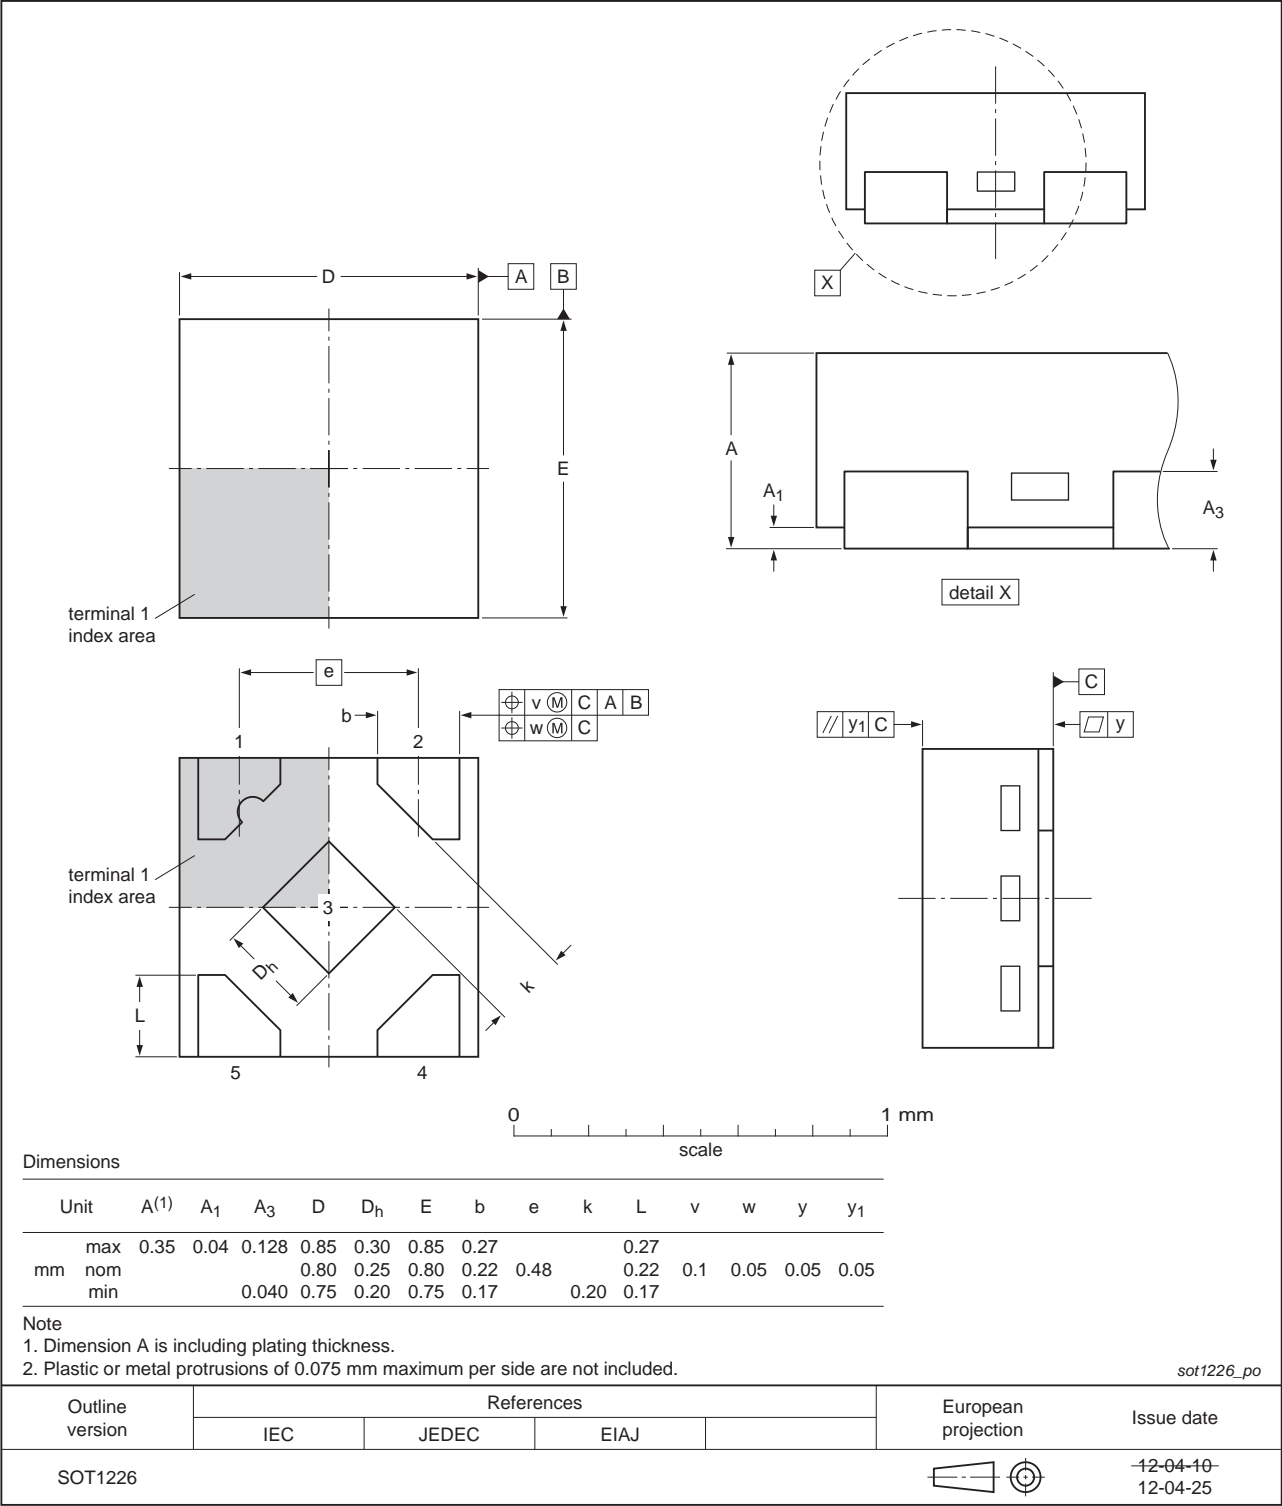 X
D A B
E
terminal 1
index area
A
A1
A3
detail X
e
b
v M C A B
w M C
1 2
terminal 1
index area
3
Dh
k
L
5 4
C
// y1 C
y
0 1 mm
scale
Dimensions
Unit A(1) A1 A3 D Dh E b e k L v w y y1
max 0.35 0.04 0.128 0.85 0.30 0.85 0.27 0.27
mm nom 0.80 0.25 0.80 0.22 0.48 0.22 0.1 0.05 0.05 0.05
min 0.040 0.75 0.20 0.75 0.17 0.20 0.17
Note
1. Dimension A is including plating thickness.
2. Plastic or metal protrusions of 0.075 mm maximum per side are not included.
sot1226_po
Outline
version
References
IEC JEDEC EIAJ
European
projection
Issue date
SOT1226
12-04-10
12-04-25